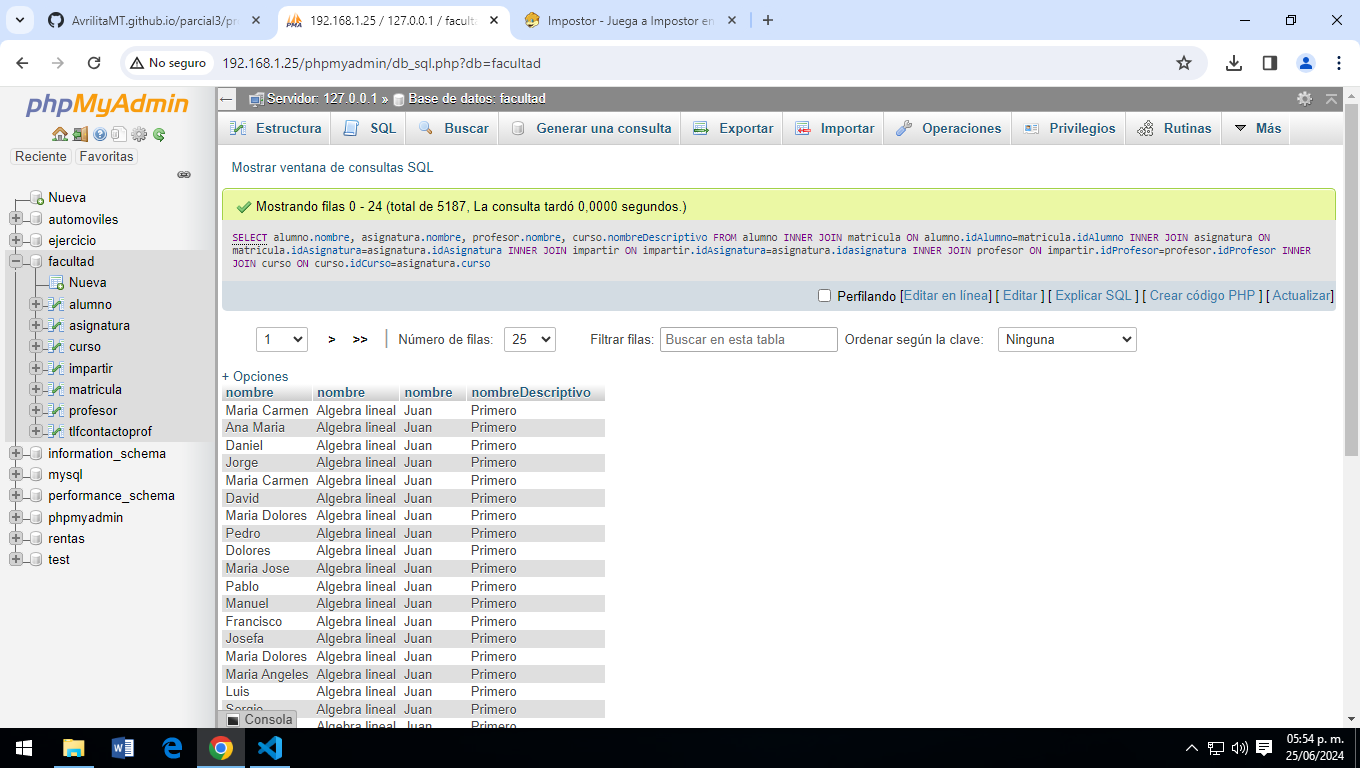 AvrilitaMT.github.io/parcial3/pr
192.168.1.25 / 127.0.0.1 / faculta
Impostor - Juega a Impostor en
No seguro
192.168.1.25/phpmyadmin/db_sql.php?db=facultad
phpMyAdmin
Reciente
Favoritas
Nueva
automoviles
ejercicio
facultad
Nueva
alumno
asignatura
curso
impartir
matricula
profesor
tlfcontactoprof
information_schema
mysql
performance_schema
phpmyadmin
rentas
test
Servidor: 127.0.0.1 » Base de datos: facultad
Estructura SQL Buscar Generar una consulta Exportar Importar Operaciones Privilegios Rutinas Más
Mostrar ventana de consultas SQL
Mostrando filas 0 - 24 (total de 5187, La consulta tardó 0,0000 segundos.)
SELECT alumno.nombre, asignatura.nombre, profesor.nombre, curso.nombreDescriptivo FROM alumno INNER JOIN matricula ON alumno.idAlumno=matricula.idAlumno INNER JOIN asignatura ON
matricula.idAsignatura=asignatura.idAsignatura INNER JOIN impartir ON impartir.idAsignatura=asignatura.idasignatura INNER JOIN profesor ON impartir.idProfesor=profesor.idProfesor INNER
JOIN curso ON curso.idCurso=asignatura.curso
Perfilando [Editar en línea] [ Editar ] [ Explicar SQL ] [ Crear código PHP ] [ Actualizar]
1 > >> Número de filas: 25 Filtrar filas: Buscar en esta tabla Ordenar según la clave: Ninguna
+ Opciones
nombre nombre nombre nombreDescriptivo
Maria Carmen Algebra lineal Juan Primero
Ana Maria Algebra lineal Juan Primero
Daniel Algebra lineal Juan Primero
Jorge Algebra lineal Juan Primero
Maria Carmen Algebra lineal Juan Primero
David Algebra lineal Juan Primero
Maria Dolores Algebra lineal Juan Primero
Pedro Algebra lineal Juan Primero
Dolores Algebra lineal Juan Primero
Maria Jose Algebra lineal Juan Primero
Pablo Algebra lineal Juan Primero
Manuel Algebra lineal Juan Primero
Francisco Algebra lineal Juan Primero
Josefa Algebra lineal Juan Primero
Maria Dolores Algebra lineal Juan Primero
Maria Angeles Algebra lineal Juan Primero
Luis Algebra lineal Juan Primero
Sergio Algebra lineal Juan Primero
Algebra lineal Juan Primero
Consola
05:54 p. m.
25/06/2024